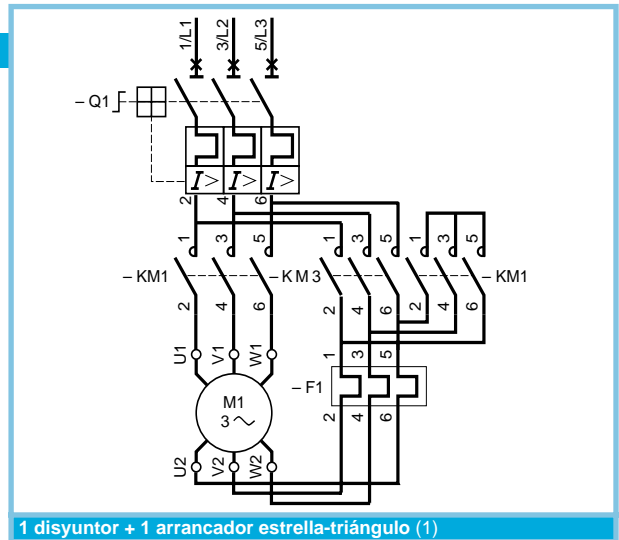 1/L1 3/L2 5/L3
– Q1
I> I> I>
2 4 6
1 3 5 1 3 5 1 3 5
– KM1 – KM3 – KM1
2 4 6 2 4 6 2 4 6
U1 V1 W1 1 3 5
– F1
M1
3
2 4 6
U2 V2 W2
1 disyuntor + 1 arrancador estrella-triángulo (1)